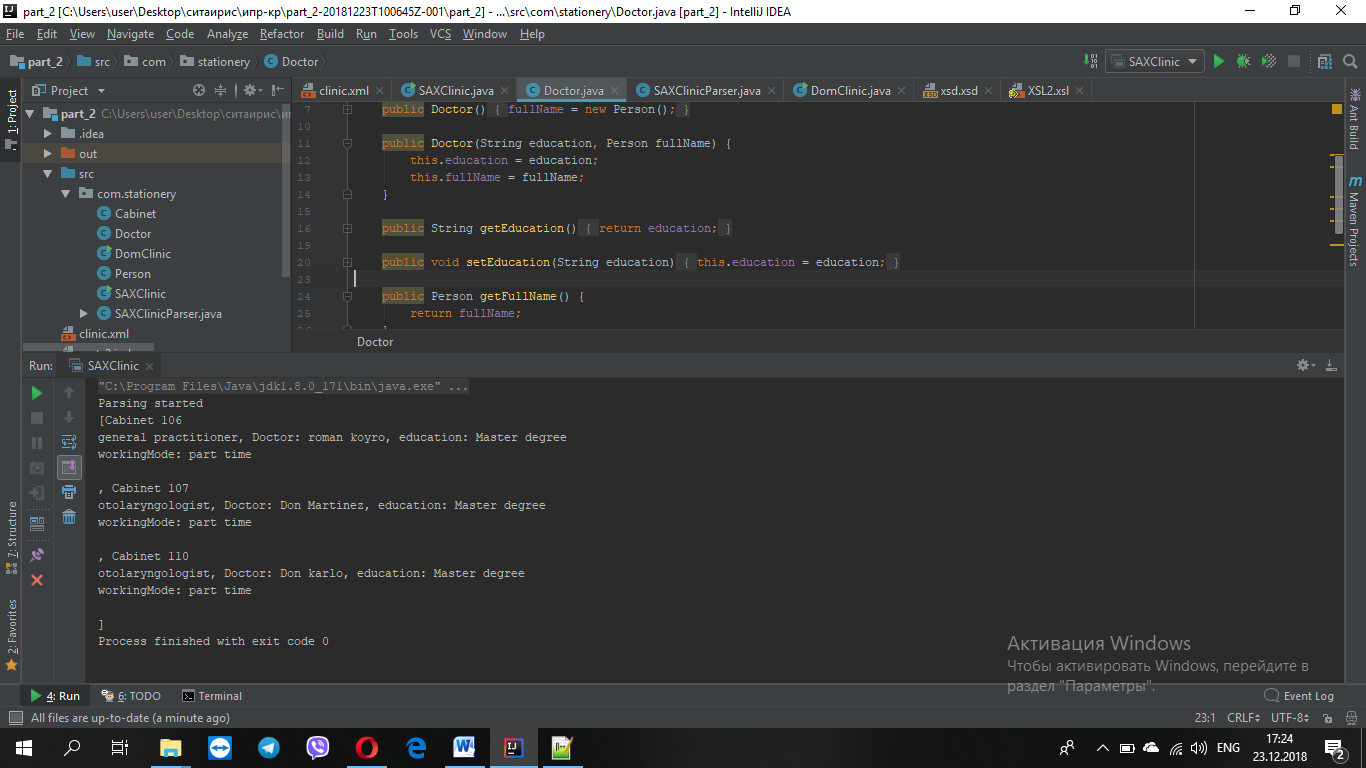 part_2 [C:\Users\user\Desktop\ситаирис\ипр-кр\part_2-20181223T100645Z-001\part_2] - ...\src\com\stationery\Doctor.java [part_2] - IntelliJ IDEA
File Edit View Navigate Code Analyze Refactor Build Run Tools VCS Window Help
part_2 src com stationery Doctor SAXClinic
1: Project
Project
clinic.xml SAXClinic.java Doctor.java SAXClinicParser.java DomClinic.java xsd.xsd XSL2.xsl
part_2 C:\Users\user\Desktop\ситаирис\и
.idea
out
src
com.stationery
Cabinet
Doctor
DomClinic
Person
SAXClinic
SAXClinicParser.java
clinic.xml
7 public Doctor() { fullName = new Person(); }
10
11 public Doctor(String education, Person fullName) {
12 this.education = education;
13 this.fullName = fullName;
14 }
15
16 public String getEducation() { return education; }
19
20 public void setEducation(String education) { this.education = education; }
23
24 public Person getFullName() {
25 return fullName;
Doctor
Ant Build
Maven Projects
Run: SAXClinic
"C:\Program Files\Java\jdk1.8.0_171\bin\java.exe" ...
Parsing started
[Cabinet 106
general practitioner, Doctor: roman koyro, education: Master degree
workingMode: part time
, Cabinet 107
otolaryngologist, Doctor: Don Martinez, education: Master degree
workingMode: part time
, Cabinet 110
otolaryngologist, Doctor: Don karlo, education: Master degree
workingMode: part time
]
Process finished with exit code 0
7: Structure
2: Favorites
Активация Windows
Чтобы активировать Windows, перейдите в
раздел "Параметры".
4: Run 6: TODO Terminal Event Log
All files are up-to-date (a minute ago) 23:1 CRLF UTF-8
ENG 17:24
23.12.2018 2